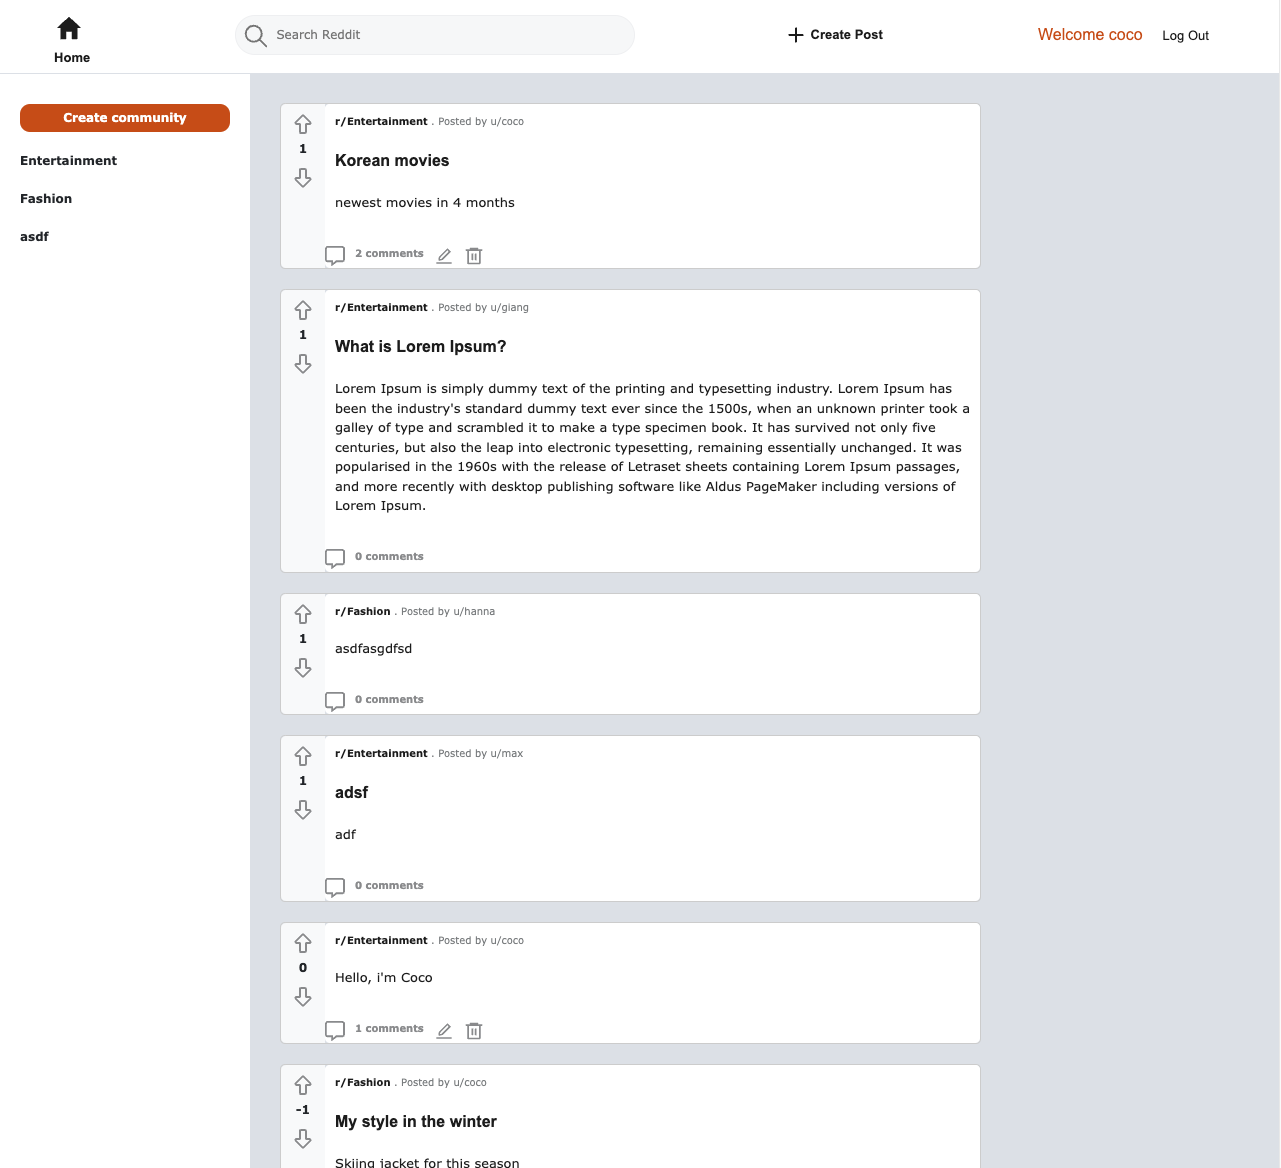 Home
Search Reddit
Create Post
Welcome coco
Log Out
Create community
Entertainment
Fashion
asdf
r/Entertainment . Posted by u/coco
1
Korean movies
newest movies in 4 months
2 comments
r/Entertainment . Posted by u/giang
1
What is Lorem Ipsum?
Lorem Ipsum is simply dummy text of the printing and typesetting industry. Lorem Ipsum has
been the industry's standard dummy text ever since the 1500s, when an unknown printer took a
galley of type and scrambled it to make a type specimen book. It has survived not only five
centuries, but also the leap into electronic typesetting, remaining essentially unchanged. It was
popularised in the 1960s with the release of Letraset sheets containing Lorem Ipsum passages,
and more recently with desktop publishing software like Aldus PageMaker including versions of
Lorem Ipsum.
0 comments
r/Fashion . Posted by u/hanna
1
asdfasgdfsd
0 comments
r/Entertainment . Posted by u/max
1
adsf
adf
0 comments
r/Entertainment . Posted by u/coco
0
Hello, i'm Coco
1 comments
r/Fashion . Posted by u/coco
-1
My style in the winter
Skiing jacket for this season